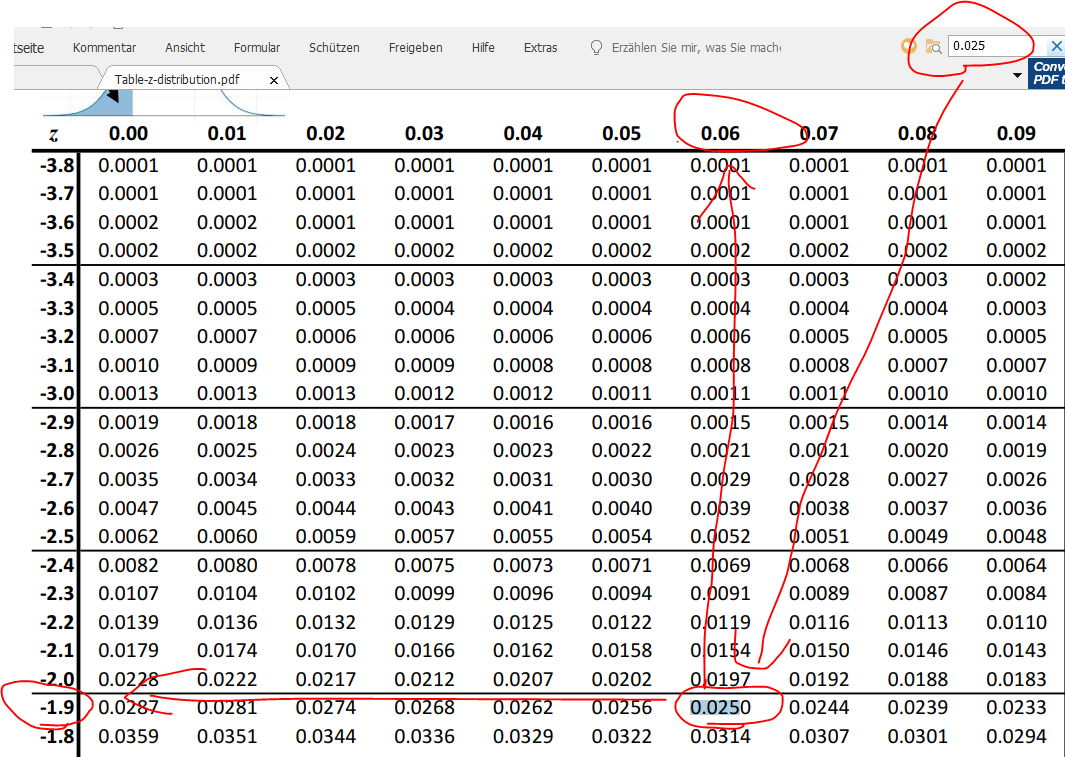 tseite Kommentar Ansicht Formular Schützen Freigeben Hilfe Extras Erzählen Sie mir, was Sie mach 0.025
Table-z-distribution.pdf × Conv
PDF t
z 0.00 0.01 0.02 0.03 0.04 0.05 0.06 0.07 0.08 0.09
-3.8 0.0001 0.0001 0.0001 0.0001 0.0001 0.0001 0.0001 0.0001 0.0001 0.0001
-3.7 0.0001 0.0001 0.0001 0.0001 0.0001 0.0001 0.0001 0.0001 0.0001 0.0001
-3.6 0.0002 0.0002 0.0001 0.0001 0.0001 0.0001 0.0001 0.0001 0.0001 0.0001
-3.5 0.0002 0.0002 0.0002 0.0002 0.0002 0.0002 0.0002 0.0002 0.0002 0.0002
-3.4 0.0003 0.0003 0.0003 0.0003 0.0003 0.0003 0.0003 0.0003 0.0003 0.0002
-3.3 0.0005 0.0005 0.0005 0.0004 0.0004 0.0004 0.0004 0.0004 0.0004 0.0003
-3.2 0.0007 0.0007 0.0006 0.0006 0.0006 0.0006 0.0006 0.0005 0.0005 0.0005
-3.1 0.0010 0.0009 0.0009 0.0009 0.0008 0.0008 0.0008 0.0008 0.0007 0.0007
-3.0 0.0013 0.0013 0.0013 0.0012 0.0012 0.0011 0.0011 0.0011 0.0010 0.0010
-2.9 0.0019 0.0018 0.0018 0.0017 0.0016 0.0016 0.0015 0.0015 0.0014 0.0014
-2.8 0.0026 0.0025 0.0024 0.0023 0.0023 0.0022 0.0021 0.0021 0.0020 0.0019
-2.7 0.0035 0.0034 0.0033 0.0032 0.0031 0.0030 0.0029 0.0028 0.0027 0.0026
-2.6 0.0047 0.0045 0.0044 0.0043 0.0041 0.0040 0.0039 0.0038 0.0037 0.0036
-2.5 0.0062 0.0060 0.0059 0.0057 0.0055 0.0054 0.0052 0.0051 0.0049 0.0048
-2.4 0.0082 0.0080 0.0078 0.0075 0.0073 0.0071 0.0069 0.0068 0.0066 0.0064
-2.3 0.0107 0.0104 0.0102 0.0099 0.0096 0.0094 0.0091 0.0089 0.0087 0.0084
-2.2 0.0139 0.0136 0.0132 0.0129 0.0125 0.0122 0.0119 0.0116 0.0113 0.0110
-2.1 0.0179 0.0174 0.0170 0.0166 0.0162 0.0158 0.0154 0.0150 0.0146 0.0143
-2.0 0.0228 0.0222 0.0217 0.0212 0.0207 0.0202 0.0197 0.0192 0.0188 0.0183
-1.9 0.0287 0.0281 0.0274 0.0268 0.0262 0.0256 0.0250 0.0244 0.0239 0.0233
-1.8 0.0359 0.0351 0.0344 0.0336 0.0329 0.0322 0.0314 0.0307 0.0301 0.0294